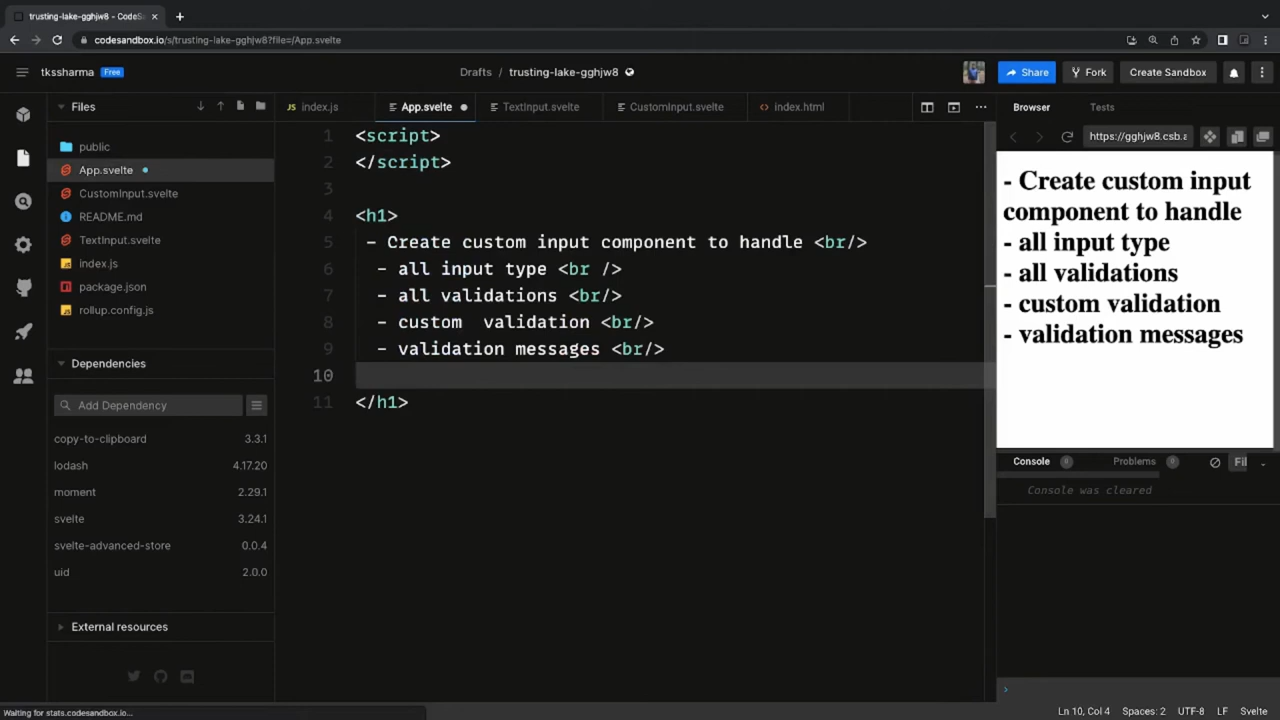 trusting-lake-gghjw8 - CodeSa
codesandbox.io/s/trusting-lake-gghjw8?file=/App.svelte
tkssharma Free
Drafts / trusting-lake-gghjw8
Share
Fork
Create Sandbox
Files
public
App.svelte
CustomInput.svelte
README.md
TextInput.svelte
index.js
package.json
rollup.config.js
Dependencies
Add Dependency
copy-to-clipboard 3.3.1
lodash 4.17.20
moment 2.29.1
svelte 3.24.1
svelte-advanced-store 0.0.4
uid 2.0.0
External resources
index.js App.svelte TextInput.svelte CustomInput.svelte index.html
1 <script>
2 </script>
3
4 <h1>
5 - Create custom input component to handle <br/>
6 - all input type <br />
7 - all validations <br/>
8 - custom  validation <br/>
9 - validation messages <br/>
10
11 </h1>
Browser Tests
https://gghjw8.csb.a
- Create custom input
component to handle
- all input type
- all validations
- custom validation
- validation messages
Console 0 Problems 0 Fil
Console was cleared
Waiting for stats.codesandbox.io...
Ln 10, Col 4 Spaces: 2 UTF-8 LF Svelte